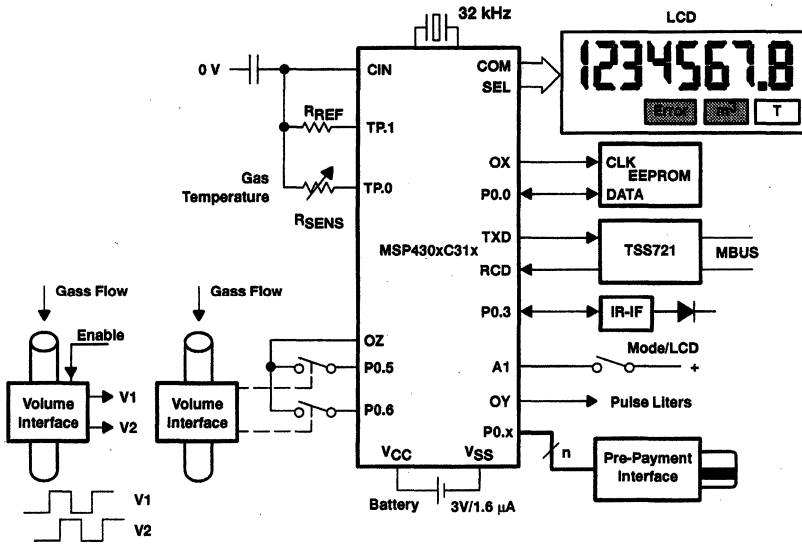 32 kHz
LCD
0 V
CIN
COM
SEL
1234567.8
Error
m3
T
RREF
TP.1
Gas
Temperature
TP.0
RSENS
OX
CLK
EEPROM
P0.0
DATA
MSP430xC31x
TXD
TSS721
MBUS
RCD
Gass Flow
Gass Flow
P0.3
IR-IF
Enable
OZ
Mode/LCD
P0.5
A1
+
Volume
Interface
V1
V2
Volume
Interface
P0.6
OY
Pulse Liters
P0.x
VCC
VSS
n
Pre-Payment
Interface
Battery
3V/1.6 μA
V1
V2